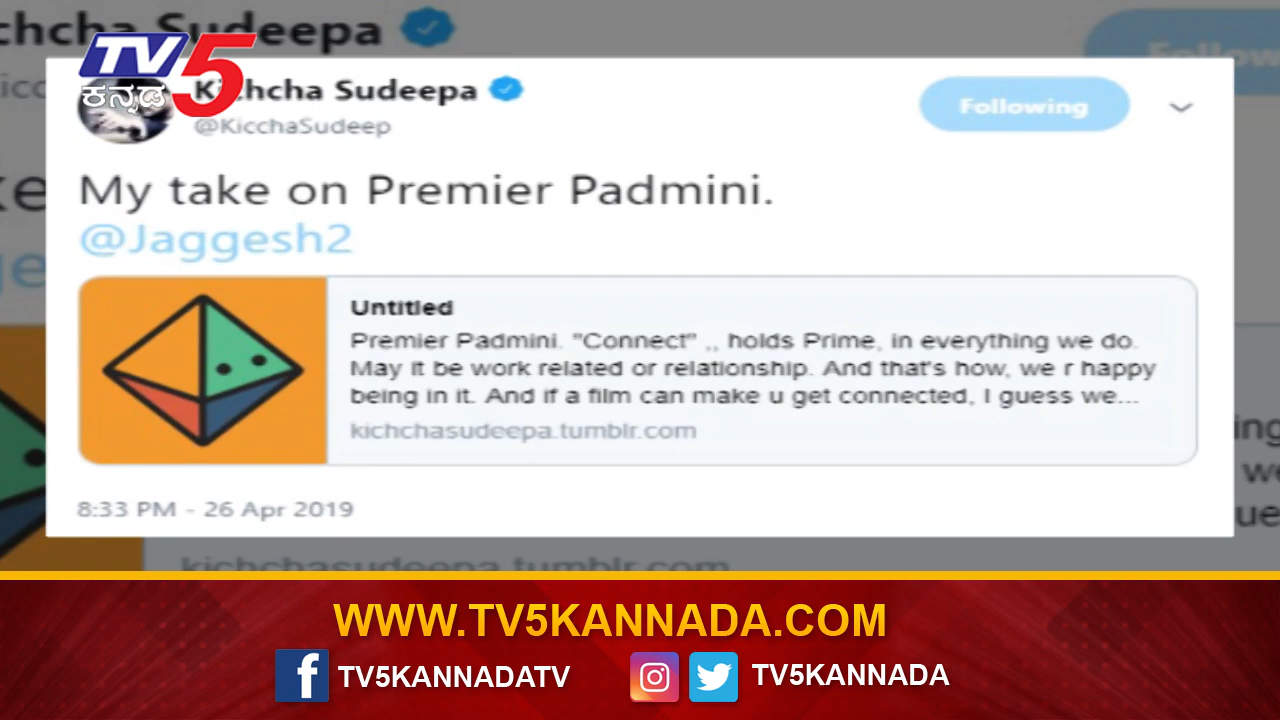 chcha Sudeepa
Follow
TV5
ಕನ್ನಡ
Kichcha Sudeepa
@KicchaSudeep
Following
My take on Premier Padmini.
@Jaggesh2
Untitled
Premier Padmini. "Connect" ,, holds Prime, in everything we do.
May it be work related or relationship. And that's how, we r happy
being in it. And if a film can make u get connected, I guess we...
kichchasudeepa.tumblr.com
8:33 PM - 26 Apr 2019
kichchasudeepa.tumblr.com
WWW.TV5KANNADA.COM
TV5KANNADATV
TV5KANNADA